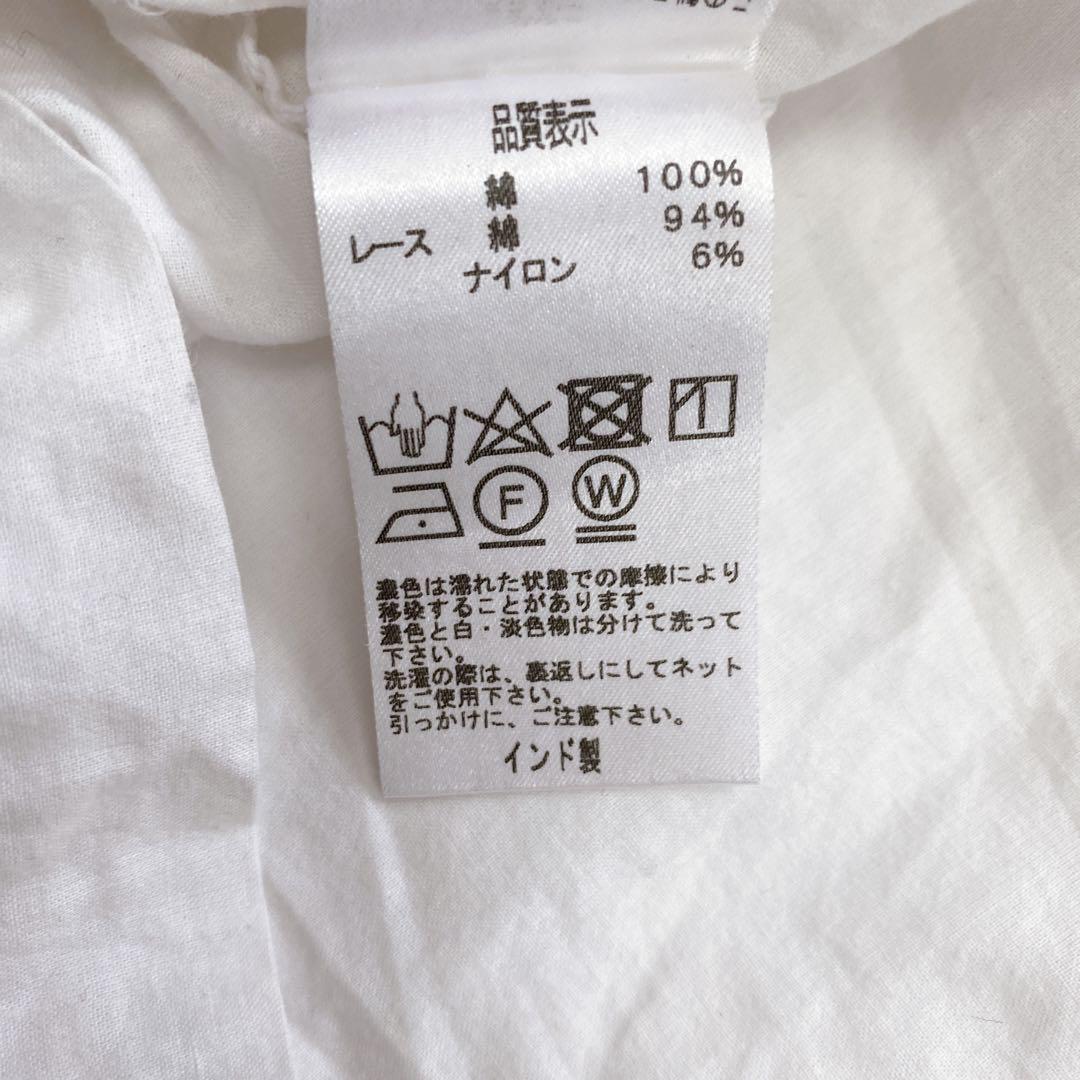 品質表示
綿 100%
レース 綿 94%
ナイロン 6%
F W
濃色は濡れた状態での摩擦により
移染することがあります。
濃色と白・淡色物は分けて洗って
下さい。
洗濯の際は、裏返しにしてネット
をご使用下さい。
引っかけに、ご注意下さい。
インド製